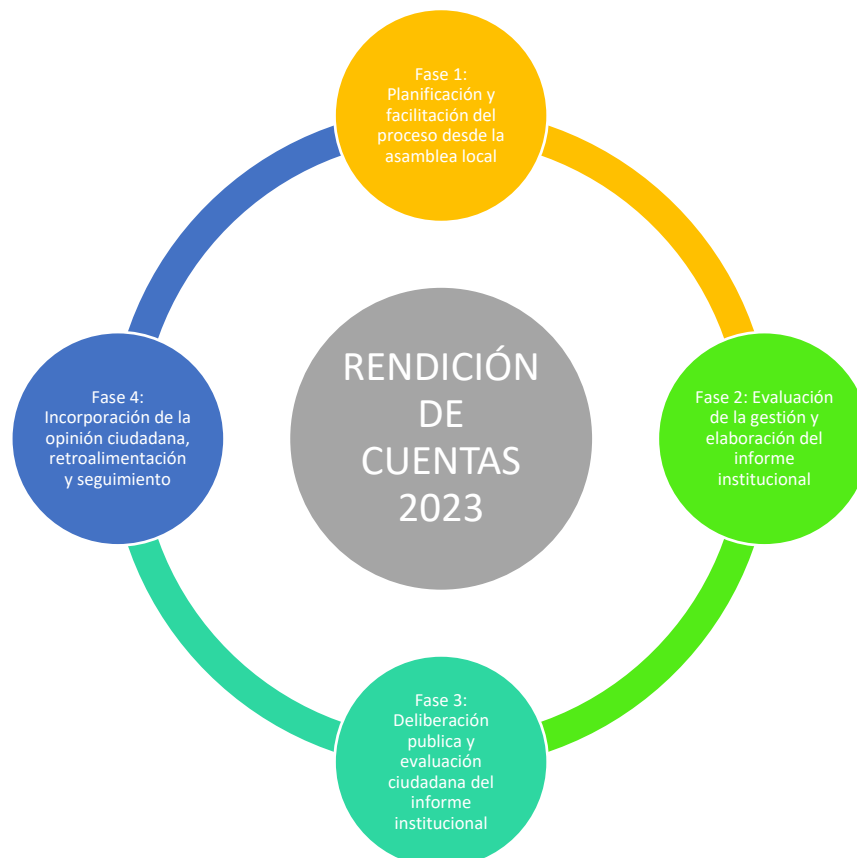 Fase 1:
Planificación y
facilitación del
proceso desde la
asamblea local
RENDICIÓN
DE
CUENTAS
2023
Fase 2: Evaluación
de la gestión y
elaboración del
informe
institucional
Fase 3:
Deliberación
publica y
evaluación
ciudadana del
informe
institucional
Fase 4:
Incorporación de la
opinión ciudadana,
retroalimentación
y seguimiento